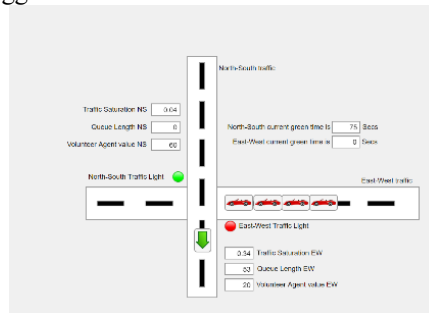 North-South traffic
Traffic Saturation NS 0.04
Queue Length NS 0
Volunteer Agent value NS 60
North-South current green time is 75 Secs
East-West current green time is 0 Secs
North-South Traffic Light
East-West traffic
East-West Traffic Light
0.34 Traffic Saturation EW
53 Queue Length EW
20 Volunteer Agent value EW